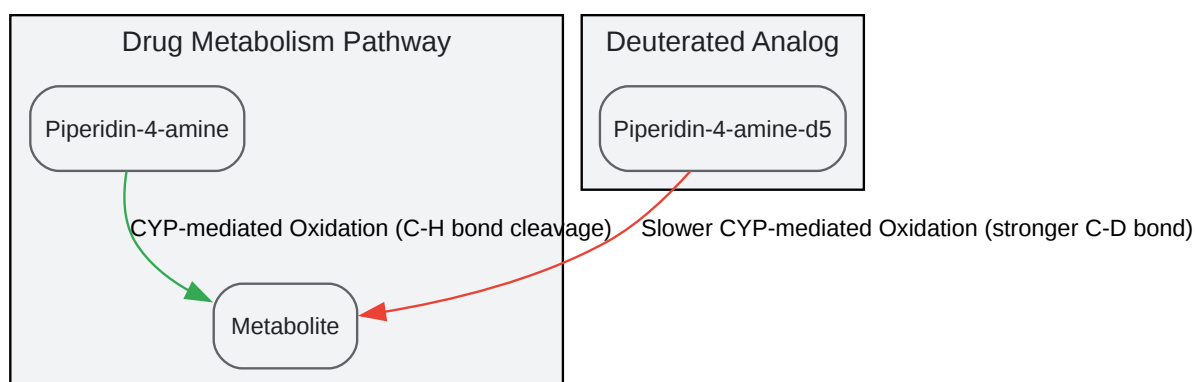 Drug Metabolism Pathway
Deuterated Analog
Piperidin-4-amine
Piperidin-4-amine-d5
CYP-mediated Oxidation (C-H bond cleavage)
Slower CYP-mediated Oxidation (stronger C-D bond)
Metabolite